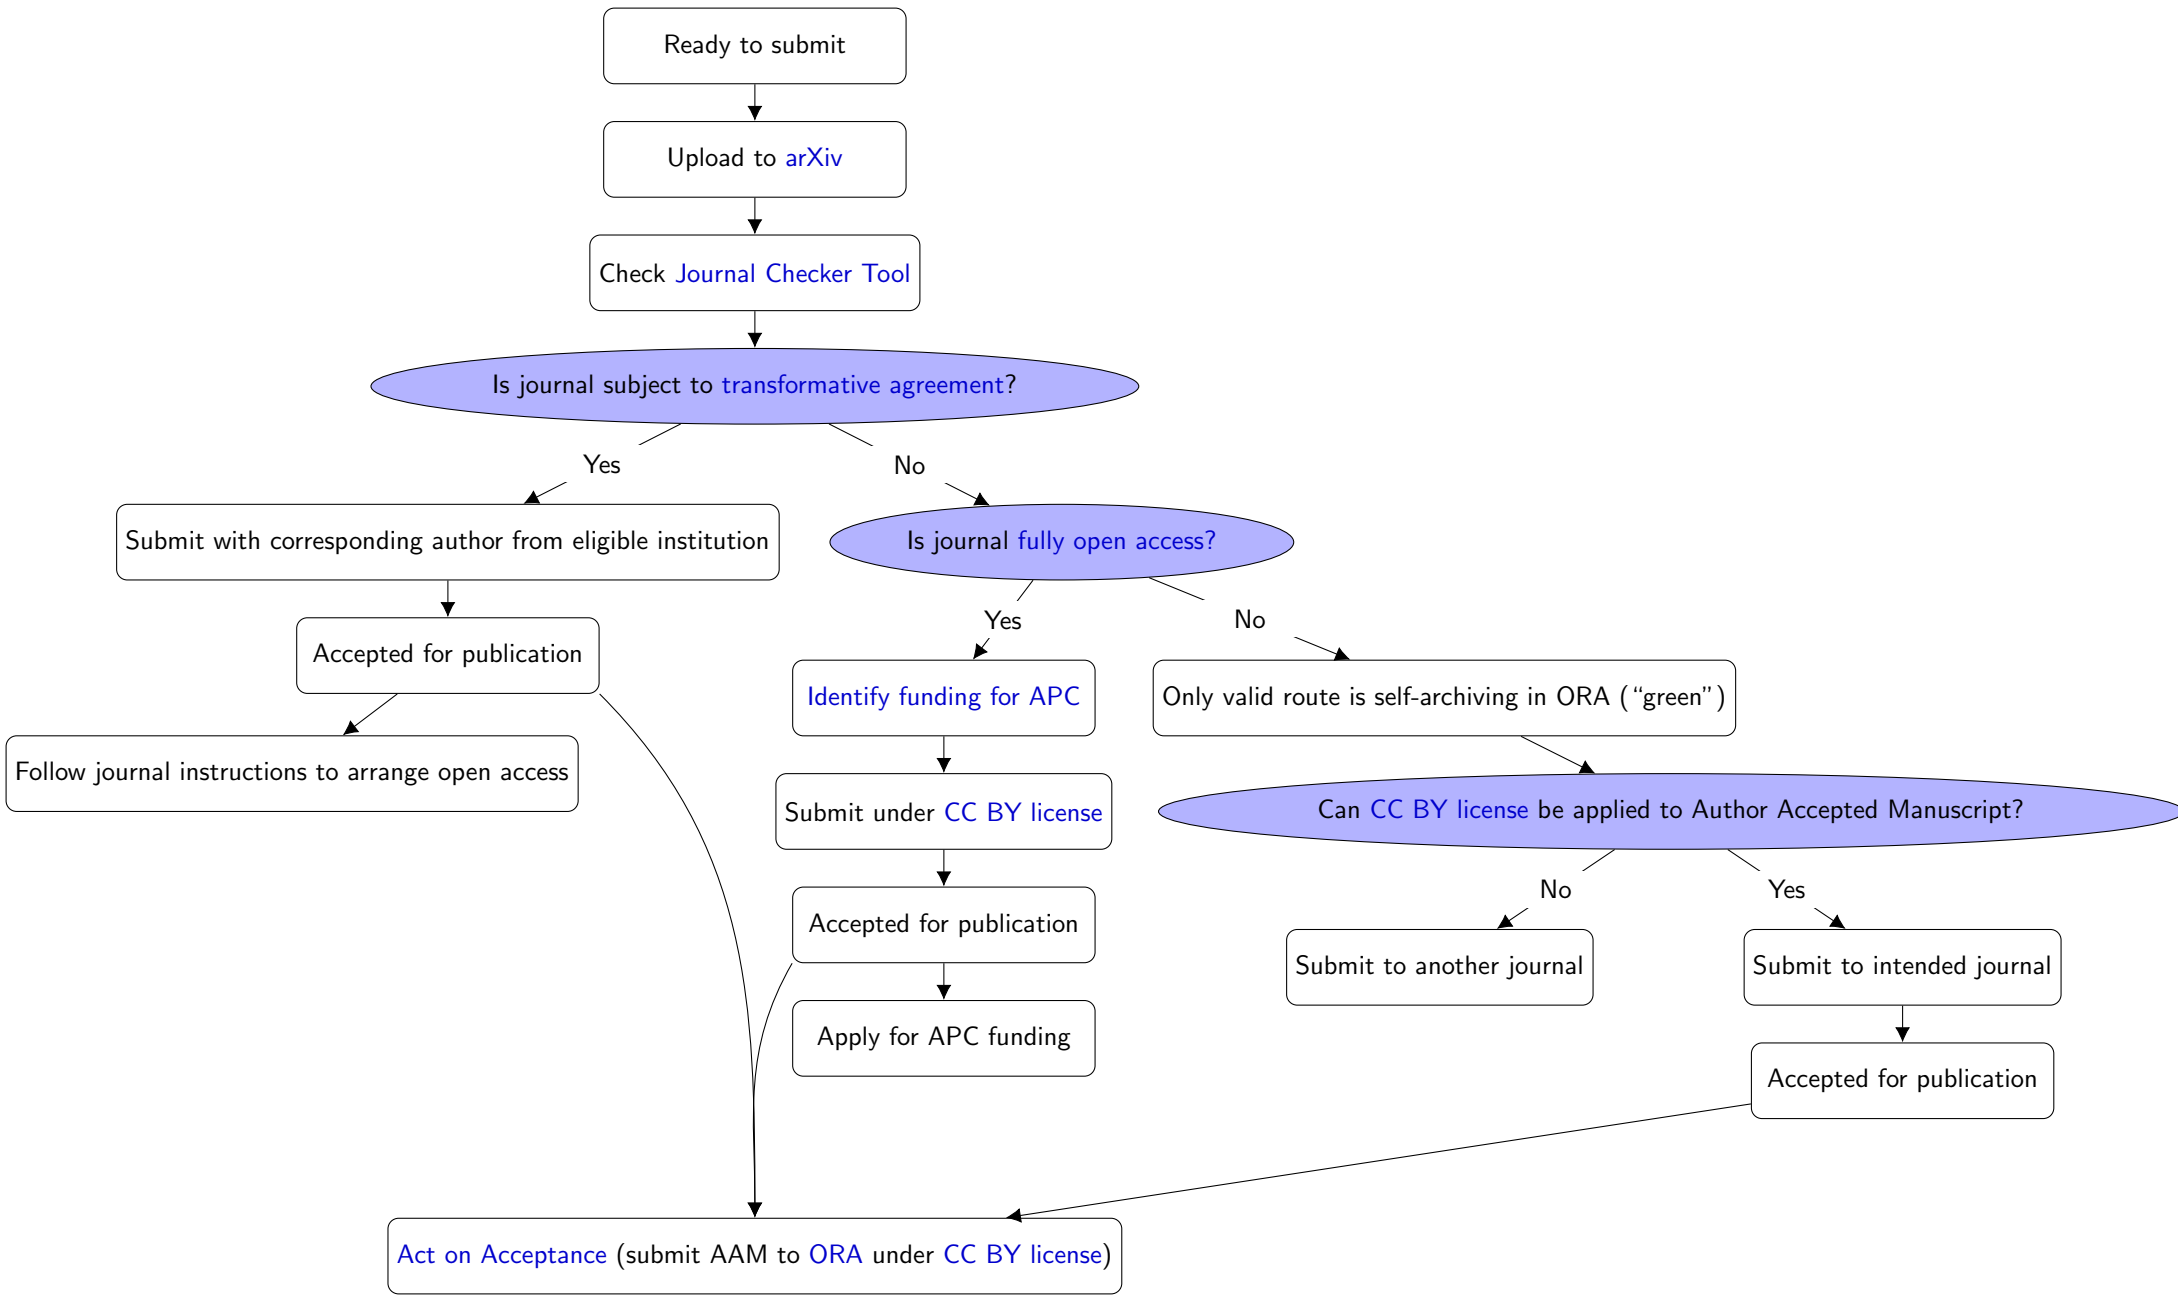 Ready to submit
Upload to arXiv
Check Journal Checker Tool
Is journal subject to transformative agreement?
Yes
No
Submit with corresponding author from eligible institution
Is journal fully open access?
Yes
No
Accepted for publication
Identify funding for APC
Only valid route is self-archiving in ORA (“green”)
Follow journal instructions to arrange open access
Submit under CC BY license
Can CC BY license be applied to Author Accepted Manuscript?
No
Yes
Accepted for publication
Submit to another journal
Submit to intended journal
Apply for APC funding
Accepted for publication
Act on Acceptance (submit AAM to ORA under CC BY license)